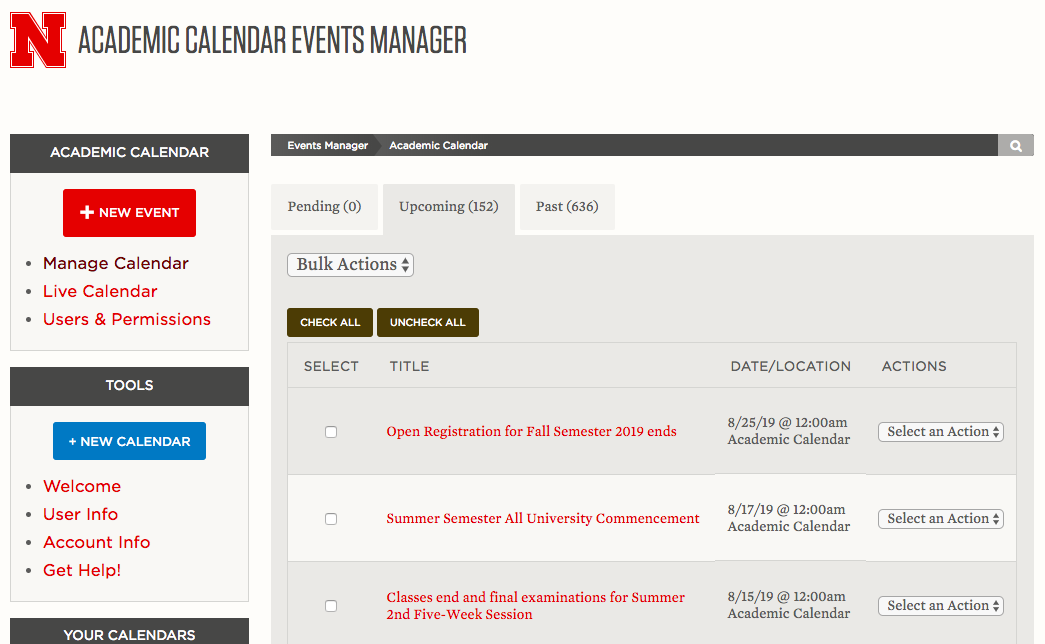 N
ACADEMIC CALENDAR EVENTS MANAGER
ACADEMIC CALENDAR
+ NEW EVENT
• Manage Calendar
• Live Calendar
• Users & Permissions
TOOLS
+ NEW CALENDAR
• Welcome
• User Info
• Account Info
• Get Help!
YOUR CALENDARS
Events Manager Academic Calendar
Pending (0) Upcoming (152) Past (636)
Bulk Actions
CHECK ALL UNCHECK ALL
SELECT TITLE DATE/LOCATION ACTIONS
Open Registration for Fall Semester 2019 ends
8/25/19 @ 12:00am
Academic Calendar
Select an Action
Summer Semester All University Commencement
8/17/19 @ 12:00am
Academic Calendar
Select an Action
Classes end and final examinations for Summer
2nd Five-Week Session
8/15/19 @ 12:00am
Academic Calendar
Select an Action